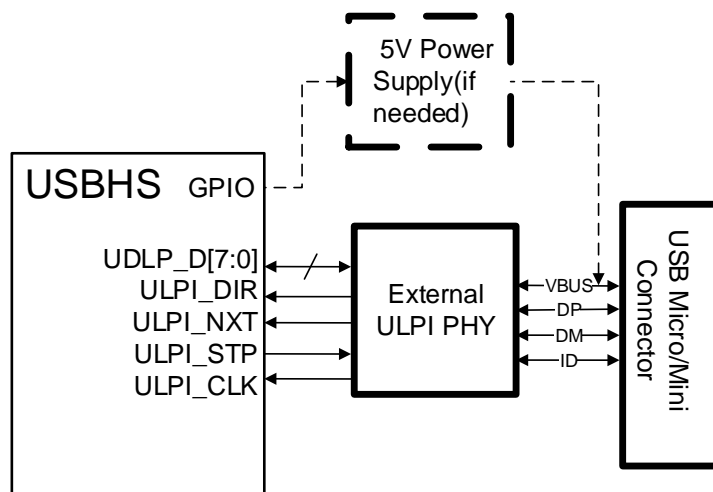 5V Power
Supply(if
needed)
USBHS
GPIO
UDLP_D[7:0]
ULPI_DIR
ULPI_NXT
ULPI_STP
ULPI_CLK
External
ULPI PHY
VBUS
DP
DM
ID
USB Micro/Mini
Connector